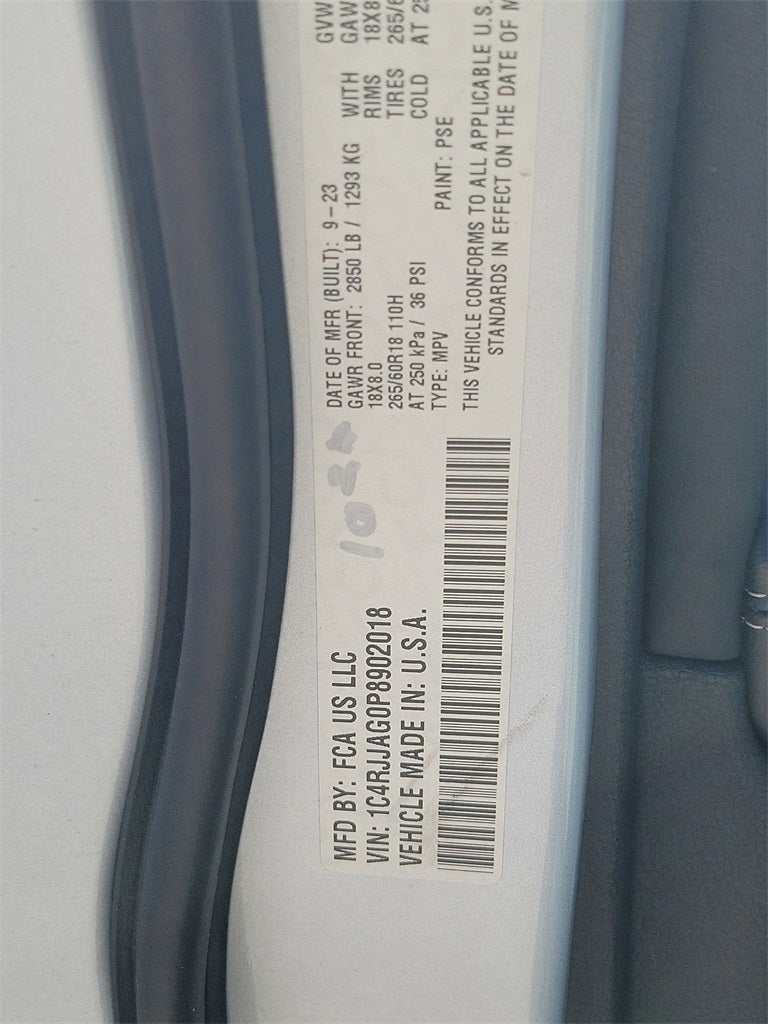 MFD BY: FCA US LLC
VIN: 1C4RJJAG0P8902018
VEHICLE MADE IN: U.S.A.
DATE OF MFR (BUILT): 9-23
GVW
GAWR FRONT: 2850 LB / 1293 KG WITH
GAW
18X8.0 RIMS
18X8
265/60R18 110H TIRES
265/6
AT 250 kPa / 36 PSI COLD
AT 25
TYPE: MPV PAINT: PSE
THIS VEHICLE CONFORMS TO ALL APPLICABLE U.S.
STANDARDS IN EFFECT ON THE DATE OF M